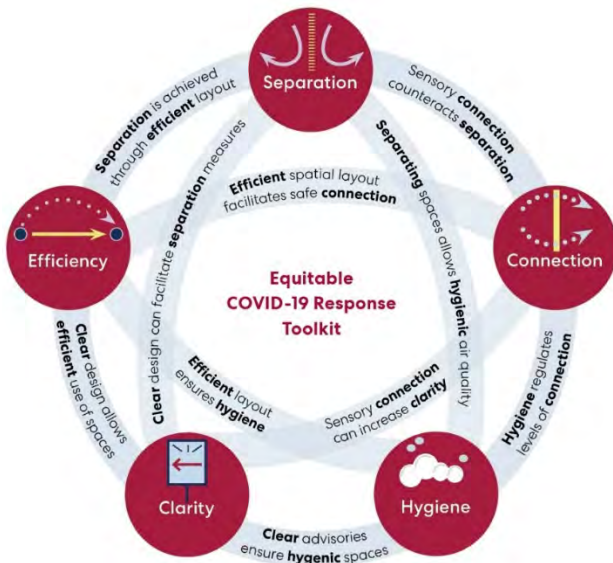 Separation
Separation is achieved
through efficient layout
Sensory connection
counteracts separation
Clear design can facilitate separation measures
Separating spaces allows hygienic air quality
Efficient spatial layout
facilitates safe connection
Efficiency
Connection
Equitable
COVID-19 Response
Toolkit
Clear design allows
efficient use of spaces
Efficient layout
ensures hygiene
Sensory connection
can increase clarity
Hygiene regulates
levels of connection
Clarity
Hygiene
Clear advisories
ensure hygenic spaces